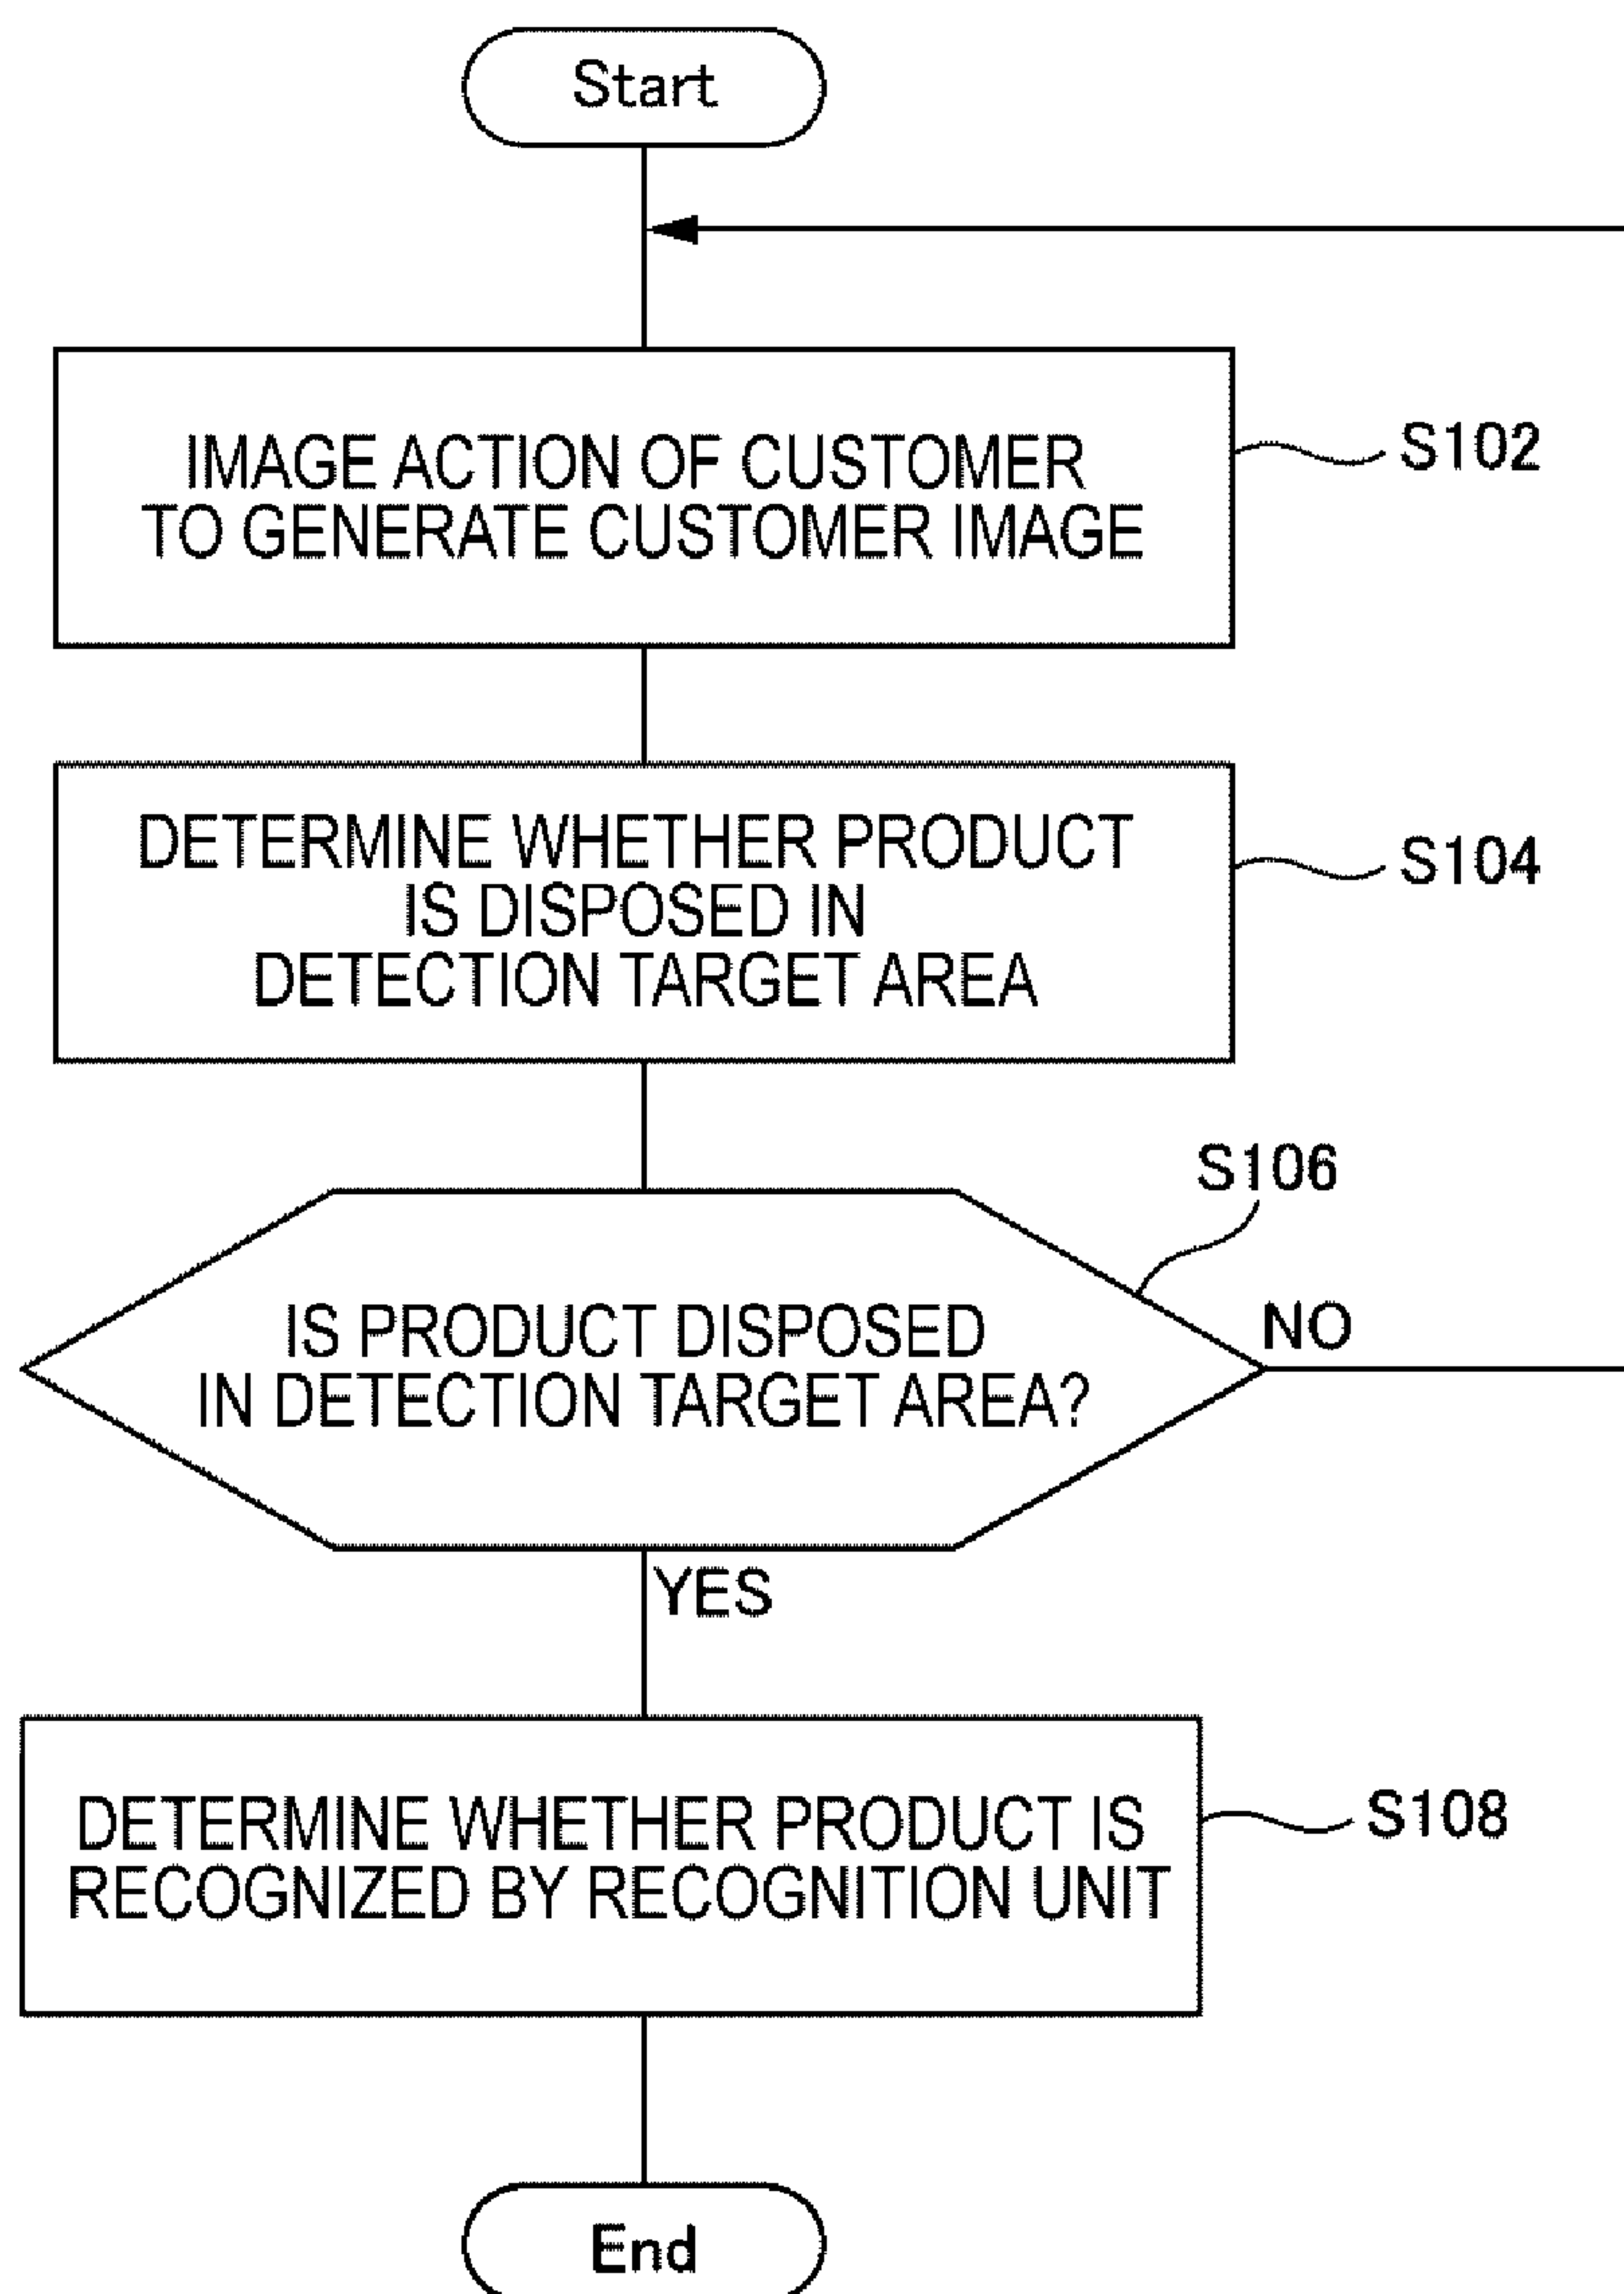 Start
IMAGE ACTION OF CUSTOMER
TO GENERATE CUSTOMER IMAGE
S102
DETERMINE WHETHER PRODUCT
IS DISPOSED IN
DETECTION TARGET AREA
S104
S106
IS PRODUCT DISPOSED
IN DETECTION TARGET AREA?
NO
YES
DETERMINE WHETHER PRODUCT IS
RECOGNIZED BY RECOGNITION UNIT
S108
End